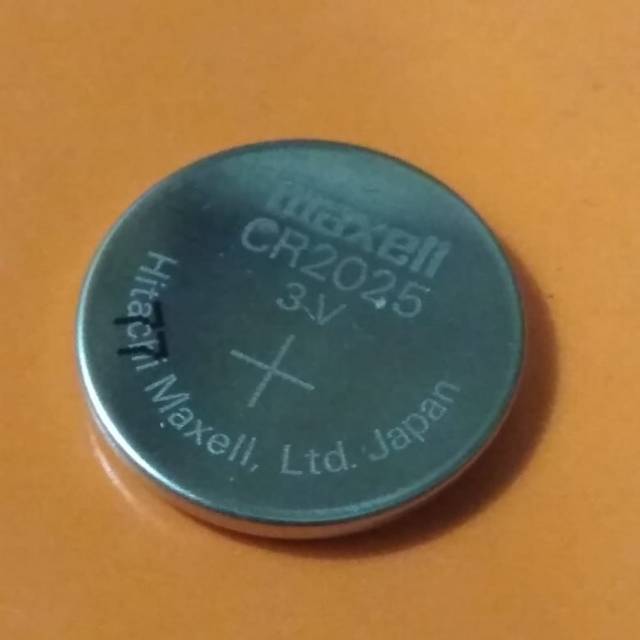 maxell
CR2025
3V
+
Hitachi Maxell, Ltd. Japan